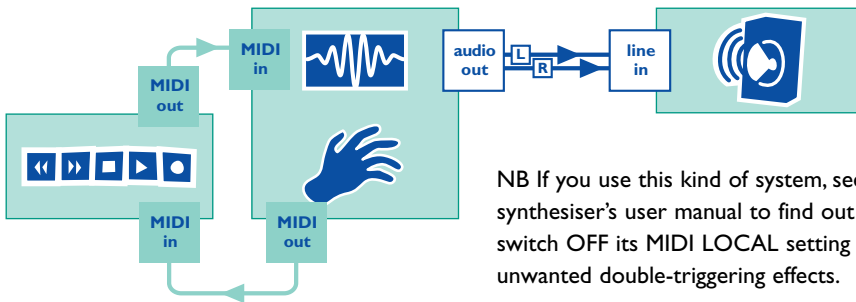 MIDI
in
audio
out
L
R
line
in
MIDI
out
MIDI
in
MIDI
out
NB If you use this kind of system, see
synthesiser's user manual to find out
switch OFF its MIDI LOCAL setting
unwanted double-triggering effects.